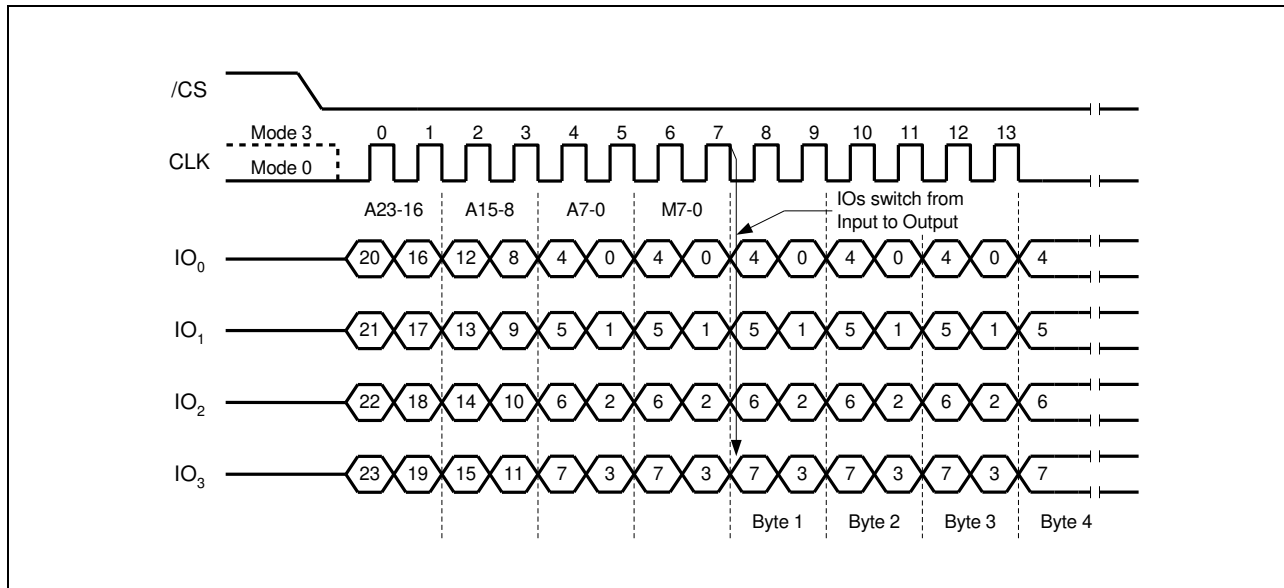 /CS
Mode 3
0 1 2 3 4 5 6 7 8 9 10 11 12 13
CLK
Mode 0
A23-16 A15-8 A7-0 M7-0
IOs switch from
Input to Output
IO0 20 16 12 8 4 0 4 0 4 0 4 0 4 0 4
IO1 21 17 13 9 5 1 5 1 5 1 5 1 5 1 5
IO2 22 18 14 10 6 2 6 2 6 2 6 2 6 2 6
IO3 23 19 15 11 7 3 7 3 7 3 7 3 7 3 7
Byte 1 Byte 2 Byte 3 Byte 4